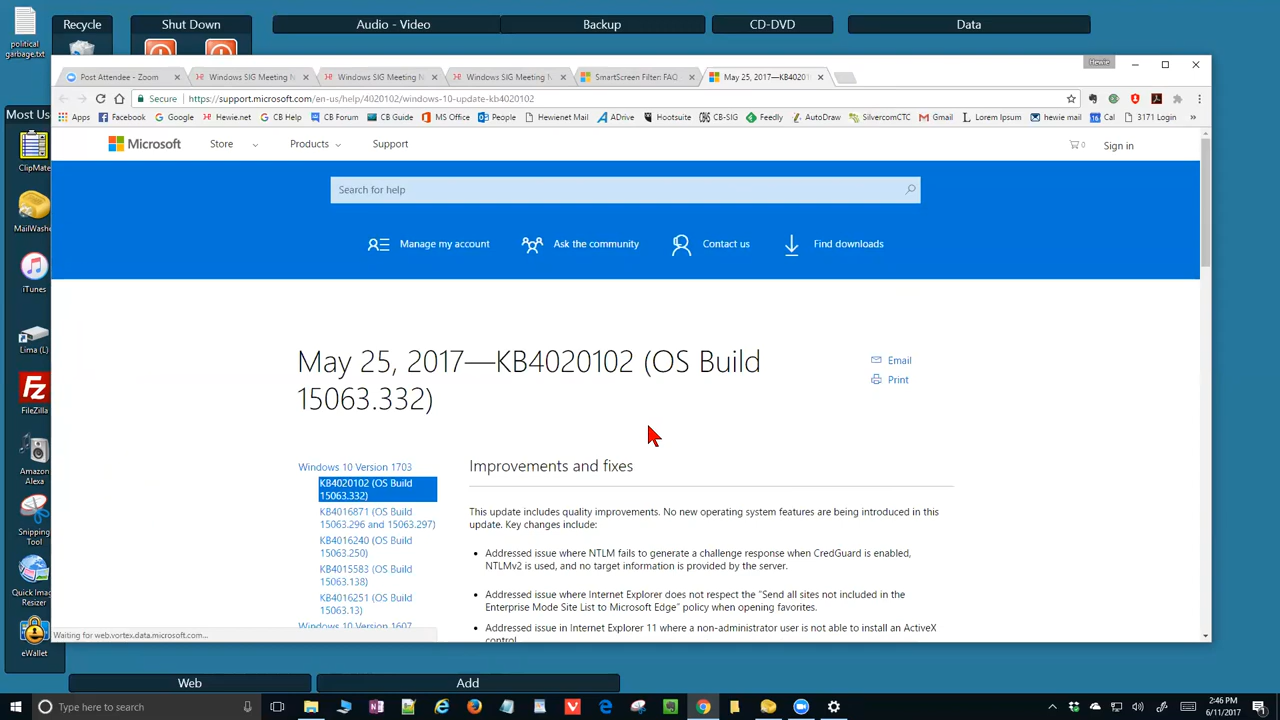 political
garbage.txt
Recycle
Shut Down
Audio - Video
Backup
CD-DVD
Data
Most Us
Hewie
Post Attendee - Zoom
Windows SIG Meeting N
Windows SIG Meeting N
Windows SIG Meeting N
SmartScreen Filter: FAQ
May 25, 2017—KB40201
Secure
https://support.microsoft.com/en-us/help/4020102/windows-10-update-kb4020102
Apps
Facebook
Google
Hewie.net
CB Help
CB Forum
CB Guide
MS Office
People
Hewienet Mail
ADrive
Hootsuite
CB-SIG
Feedly
AutoDraw
SilvercomCTC
Gmail
Lorem Ipsum
hewie mail
Cal
3171 Login
Microsoft
Store
Products
Support
0
Sign in
Search for help
Manage my account
Ask the community
Contact us
Find downloads
May 25, 2017—KB4020102 (OS Build
15063.332)
Email
Print
Windows 10 Version 1703
KB4020102 (OS Build
15063.332)
KB4016871 (OS Build
15063.296 and 15063.297)
KB4016240 (OS Build
15063.250)
KB4015583 (OS Build
15063.138)
KB4016251 (OS Build
15063.13)
Windows 10 Version 1607
Improvements and fixes
This update includes quality improvements. No new operating system features are being introduced in this
update. Key changes include:
Addressed issue where NTLM fails to generate a challenge response when CredGuard is enabled,
NTLMv2 is used, and no target information is provided by the server.
Addressed issue where Internet Explorer does not respect the "Send all sites not included in the
Enterprise Mode Site List to Microsoft Edge" policy when opening favorites.
Addressed issue in Internet Explorer 11 where a non-administrator user is not able to install an ActiveX
control.
Waiting for web.vortex.data.microsoft.com...
ClipMate
MailWashe
iTunes
Lima (L)
FileZilla
Amazon
Alexa
Snipping
Tool
Quick Imag
Resizer
eWallet
Web
Add
Type here to search
2:46 PM
6/11/2017